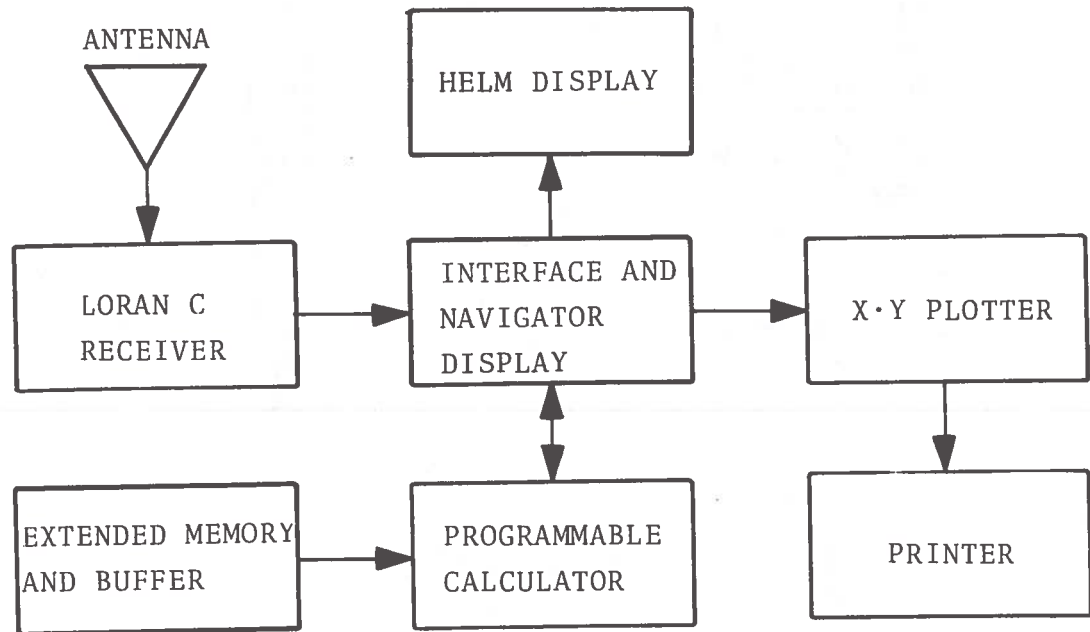 ANTENNA
HELM DISPLAY
LORAN C
RECEIVER
INTERFACE AND
NAVIGATOR
DISPLAY
X·Y PLOTTER
EXTENDED MEMORY
AND BUFFER
PROGRAMMABLE
CALCULATOR
PRINTER